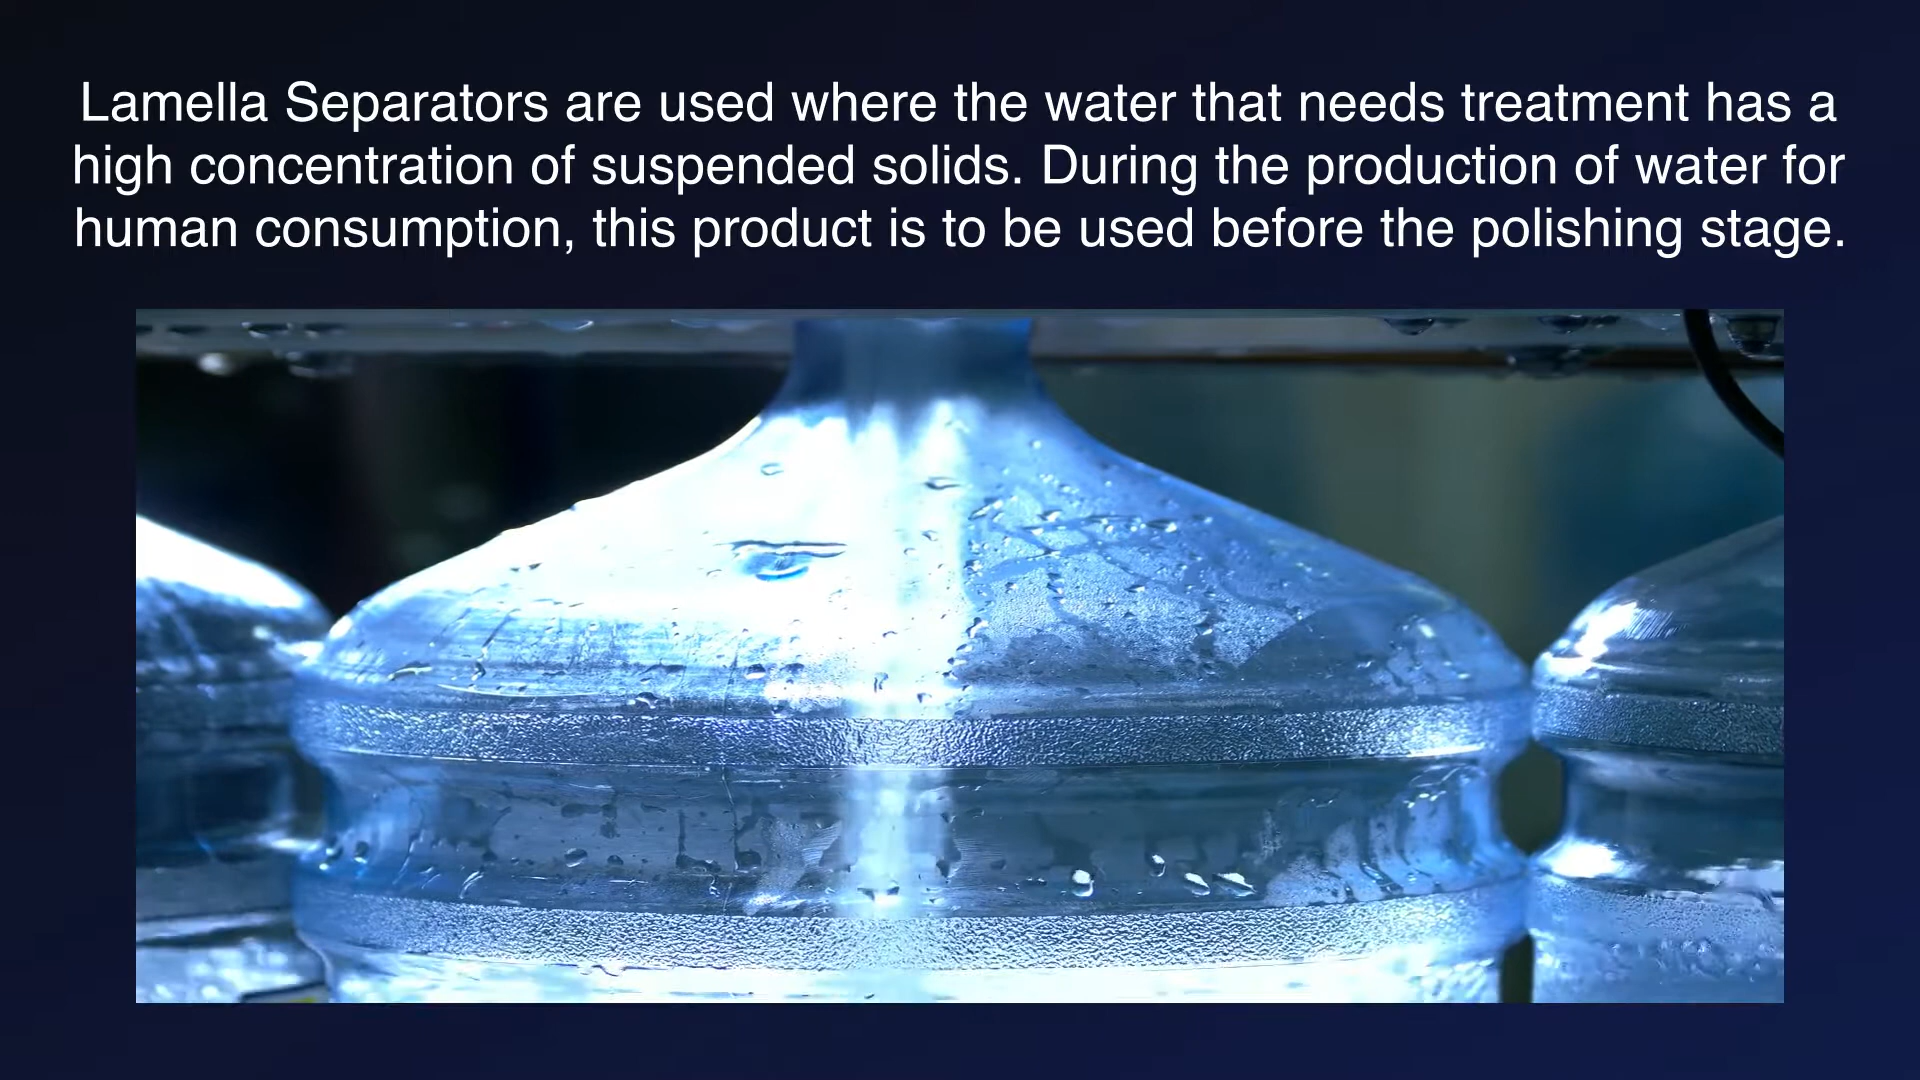 Lamella Separators are used where the water that needs treatment has a
high concentration of suspended solids. During the production of water for
human consumption, this product is to be used before the polishing stage.